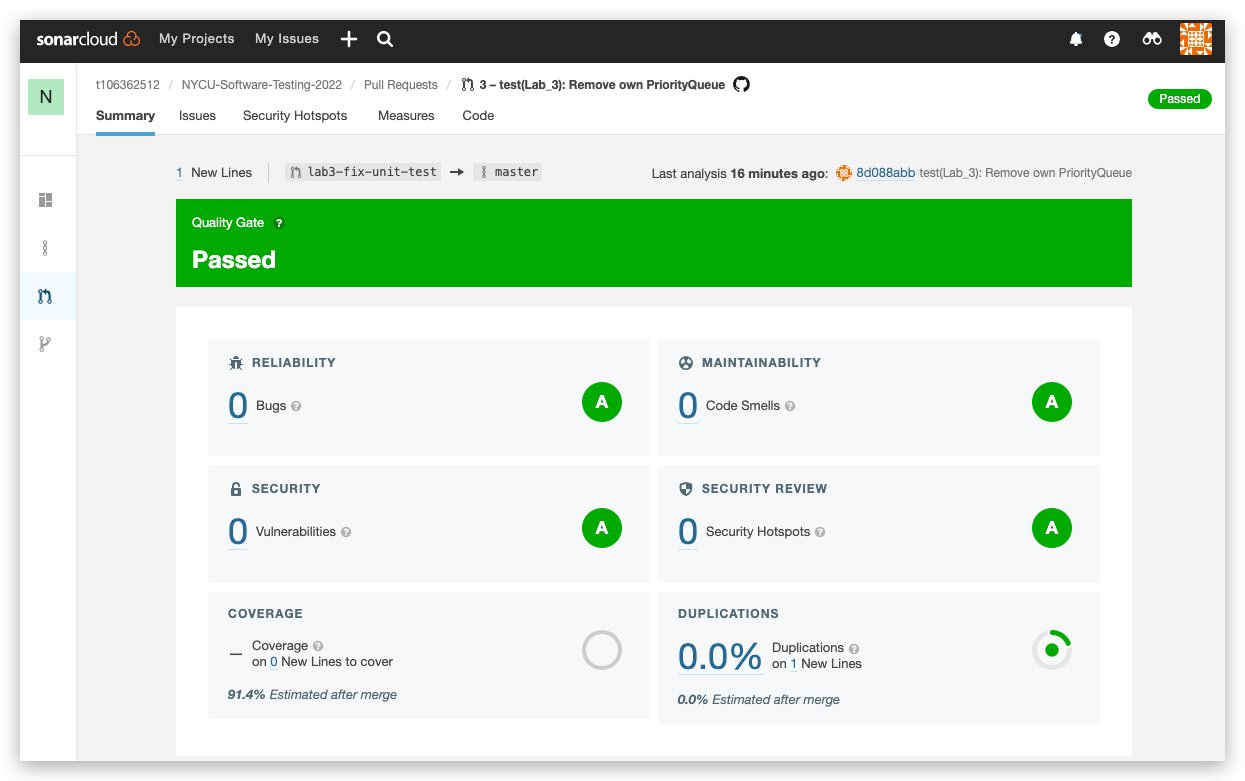 sonarcloud My Projects My Issues
N
t106362512 / NYCU-Software-Testing-2022 / Pull Requests / 3 – test(Lab_3): Remove own PriorityQueue
Passed
Summary Issues Security Hotspots Measures Code
1 New Lines lab3-fix-unit-test → master Last analysis 16 minutes ago: 8d088abb test(Lab_3): Remove own PriorityQueue
Quality Gate ?
Passed
RELIABILITY
0 Bugs ?
A
MAINTAINABILITY
0 Code Smells ?
A
SECURITY
0 Vulnerabilities ?
A
SECURITY REVIEW
0 Security Hotspots ?
A
COVERAGE
— Coverage ?
on 0 New Lines to cover
91.4% Estimated after merge
DUPLICATIONS
0.0% Duplications ?
on 1 New Lines
0.0% Estimated after merge